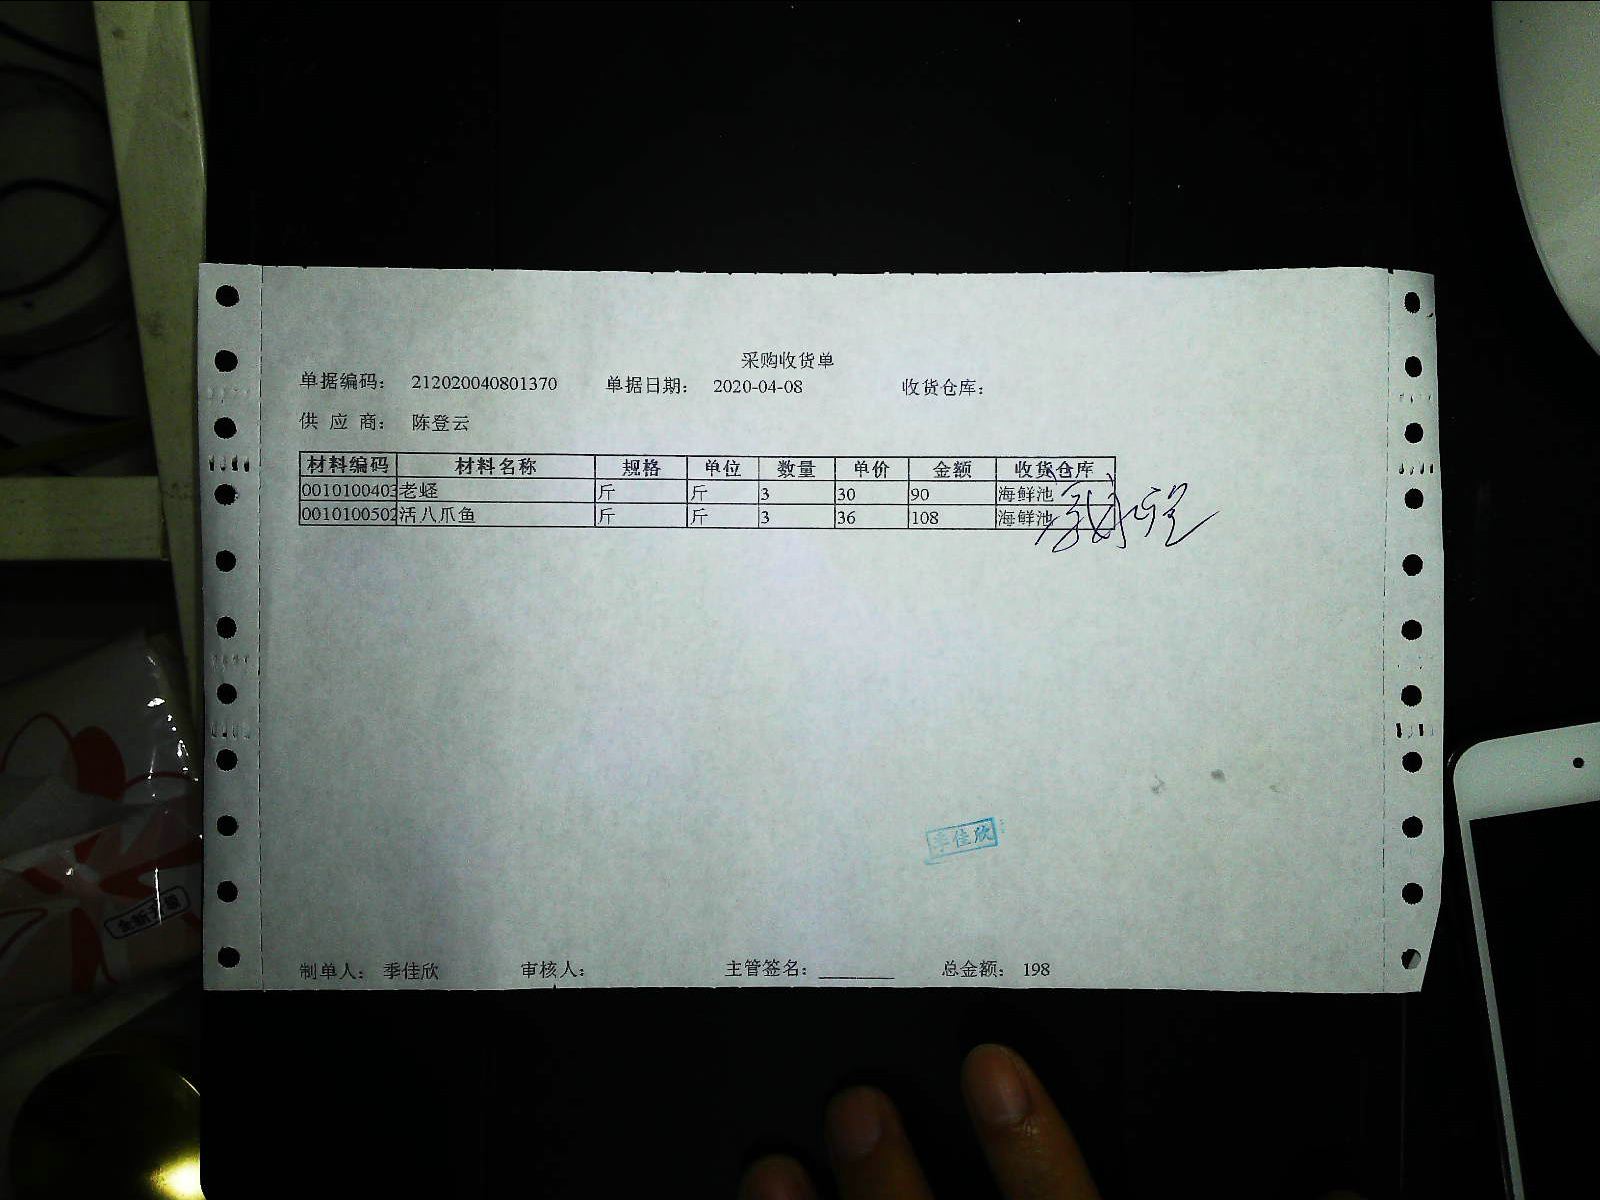 采购收货单
单据编码： 212020040801370 单据日期： 2020-04-08 收货仓库：
供 应 商： 陈登云
材料编码 材料名称 规格 单位 数量 单价 金额 收货仓库
0010100403 老蛏 斤 斤 3 30 90 海鲜池
0010100502 活八爪鱼 斤 斤 3 36 108 海鲜池
季佳欣
制单人： 季佳欣 审核人： 主管签名： 总金额： 198